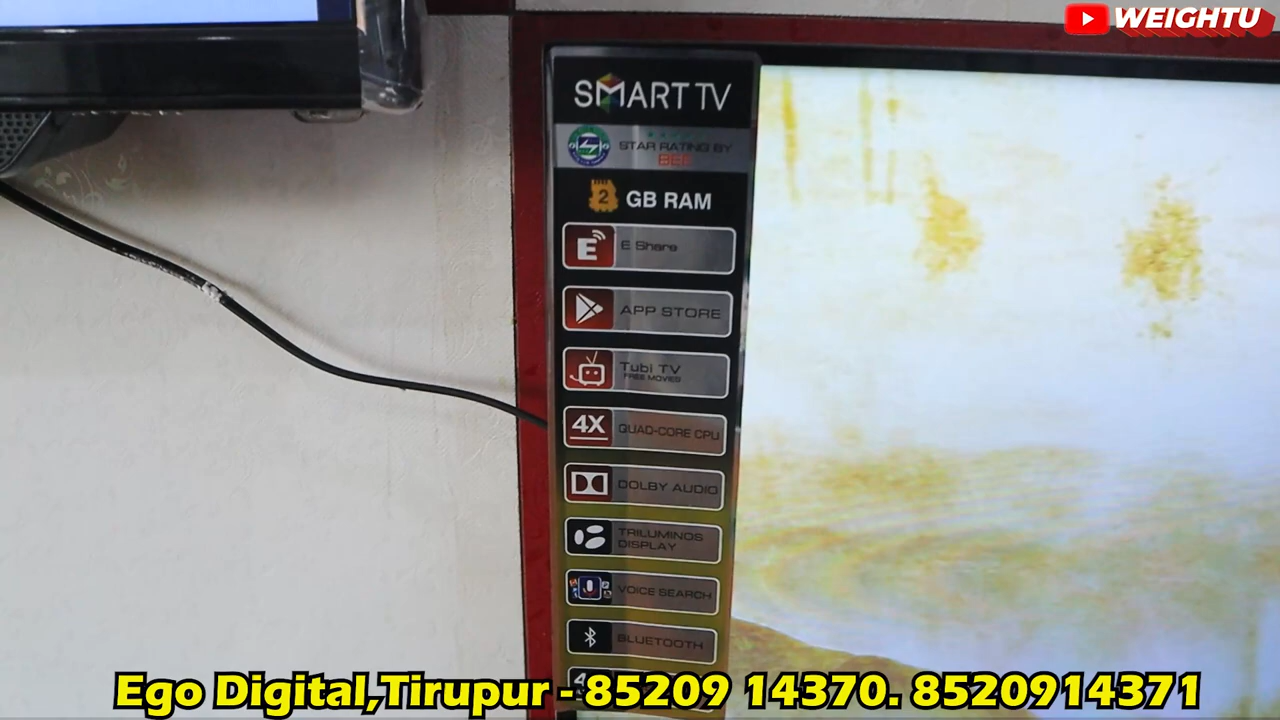 WEIGHTU
SMART TV
STAR RATING BY
BEE
2 GB RAM
E E Share
APP STORE
Tubi TV
FREE MOVIES
4X QUAD-CORE CPU
DOLBY AUDIO
TRILUMINOS
DISPLAY
VOICE SEARCH
BLUETOOTH
Ego Digital,Tirupur - 85209 14370. 8520914371